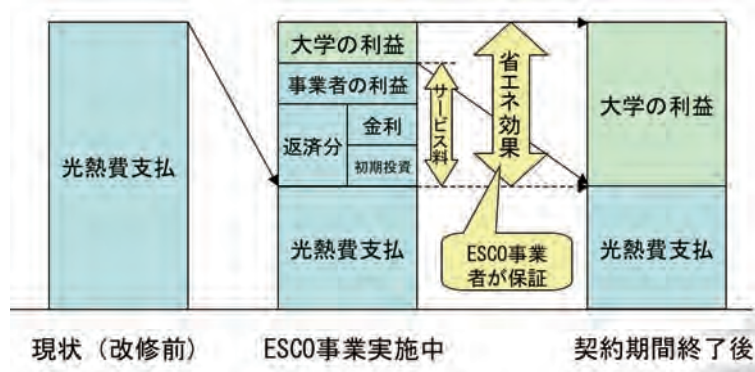 光熱費支払
大学の利益
事業者の利益
返済分
金利
初期投資
光熱費支払
サービス料
省エネ効果
ESCO事業
者が保証
大学の利益
光熱費支払
現状（改修前）
ESCO事業実施中
契約期間終了後